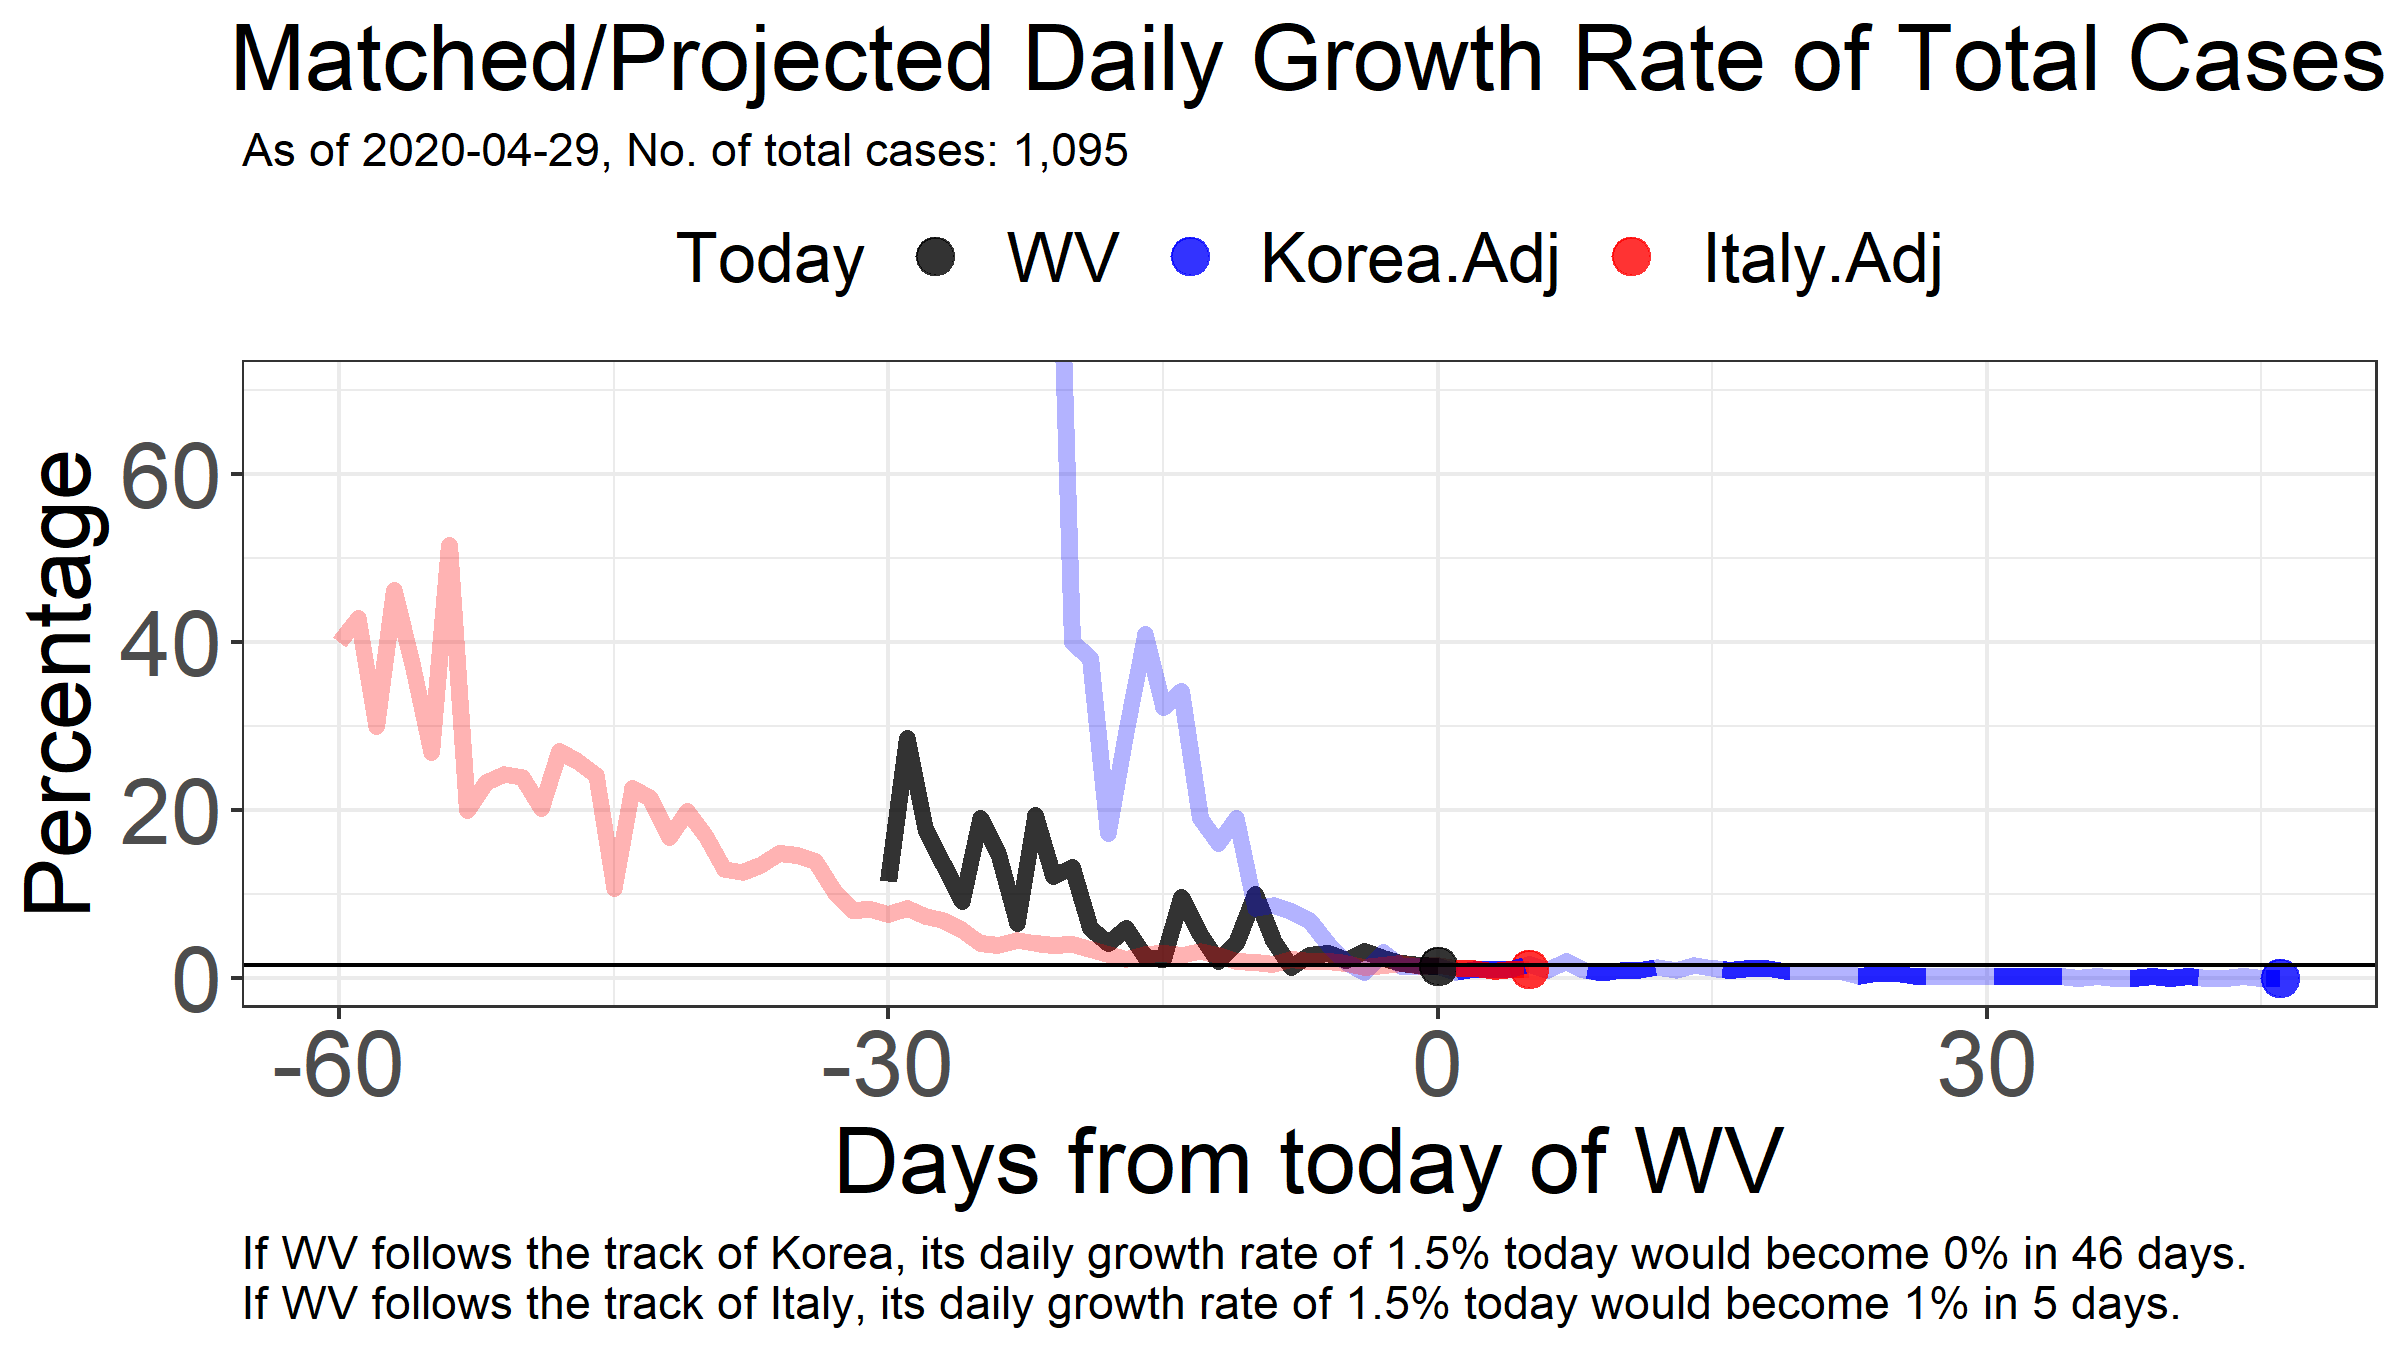 Matched/Projected Daily Growth Rate of Total Cases
As of 2020-04-29, No. of total cases: 1,095
Today WV Korea.Adj Italy.Adj
Percentage
60
40
20
0
-60 -30 0 30
Days from today of WV
If WV follows the track of Korea, its daily growth rate of 1.5% today would become 0% in 46 days.
If WV follows the track of Italy, its daily growth rate of 1.5% today would become 1% in 5 days.